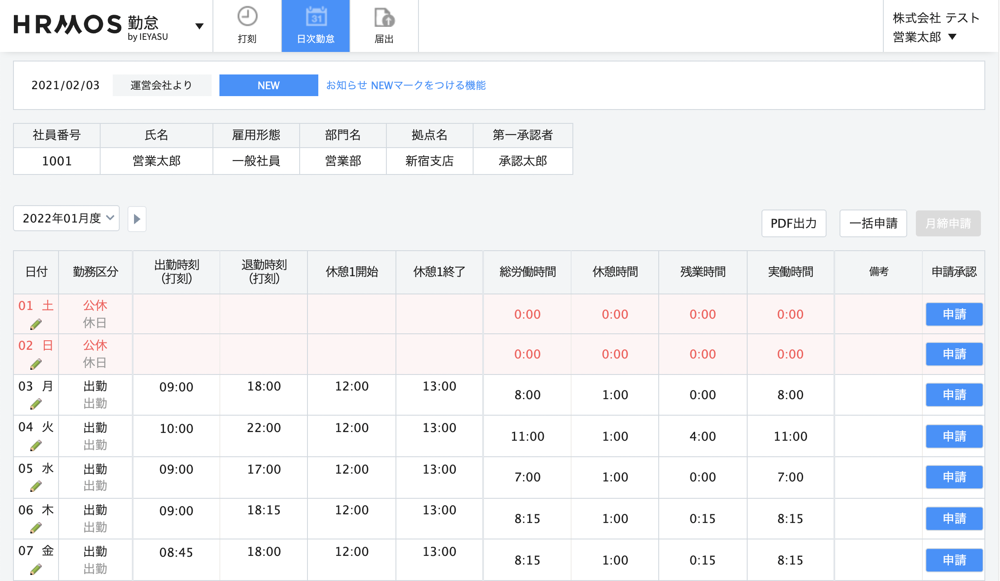 HRMOS 勤怠
by IEYASU
打刻
31
日次勤怠
届出
株式会社 テスト
営業太郎 ▼
2021/02/03 運営会社より NEW お知らせ NEWマークをつける機能
社員番号 氏名 雇用形態 部門名 拠点名 第一承認者
1001 営業太郎 一般社員 営業部 新宿支店 承認太郎
2022年01月度
PDF出力 一括申請 月締申請
日付 勤務区分 出勤時刻(打刻) 退勤時刻(打刻) 休憩1開始 休憩1終了 総労働時間 休憩時間 残業時間 実働時間 備考 申請承認
01 土 公休 0:00 0:00 0:00 0:00 申請
休日
02 日 公休 0:00 0:00 0:00 0:00 申請
休日
03 月 出勤 09:00 18:00 12:00 13:00 8:00 1:00 0:00 8:00 申請
出勤
04 火 出勤 10:00 22:00 12:00 13:00 11:00 1:00 4:00 11:00 申請
出勤
05 水 出勤 09:00 17:00 12:00 13:00 7:00 1:00 0:00 7:00 申請
出勤
06 木 出勤 09:00 18:15 12:00 13:00 8:15 1:00 0:15 8:15 申請
出勤
07 金 出勤 08:45 18:00 12:00 13:00 8:15 1:00 0:15 8:15 申請
出勤